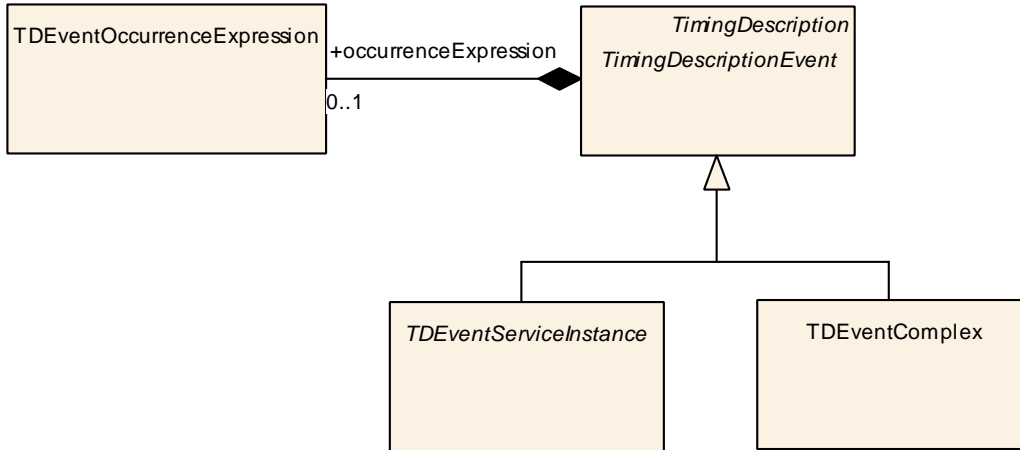 TDEventOccurrenceExpression
+occurrenceExpression
0..1
TimingDescription
TimingDescriptionEvent
TDEventServiceInstance
TDEventComplex